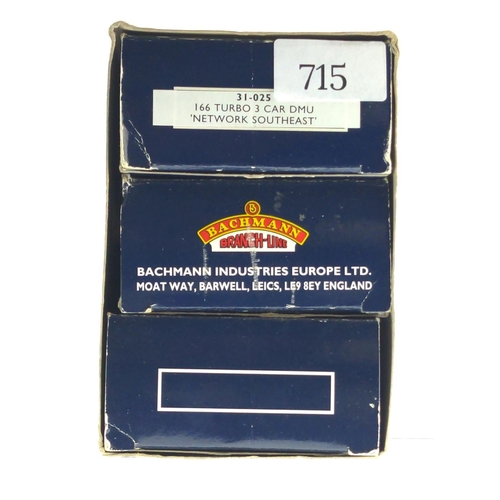 715
31-025
166 TURBO 3 CAR DMU
'NETWORK SOUTHEAST'
B
BACHMANN
BRANCH-LINE
BACHMANN INDUSTRIES EUROPE LTD.
MOAT WAY, BARWELL, LEICS, LE9 8EY ENGLAND